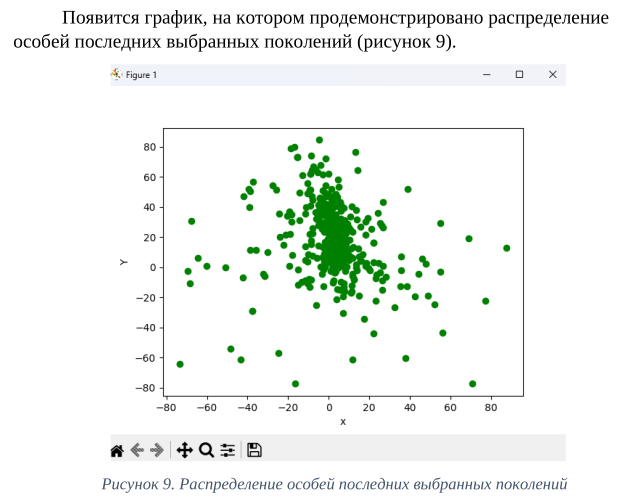 Появится график, на котором продемонстрировано распределение
особей последних выбранных поколений (рисунок 9).
Figure 1
80
60
40
20
0
−20
−40
−60
−80
Y
−80 −60 −40 −20 0 20 40 60 80
x
Рисунок 9. Распределение особей последних выбранных поколений